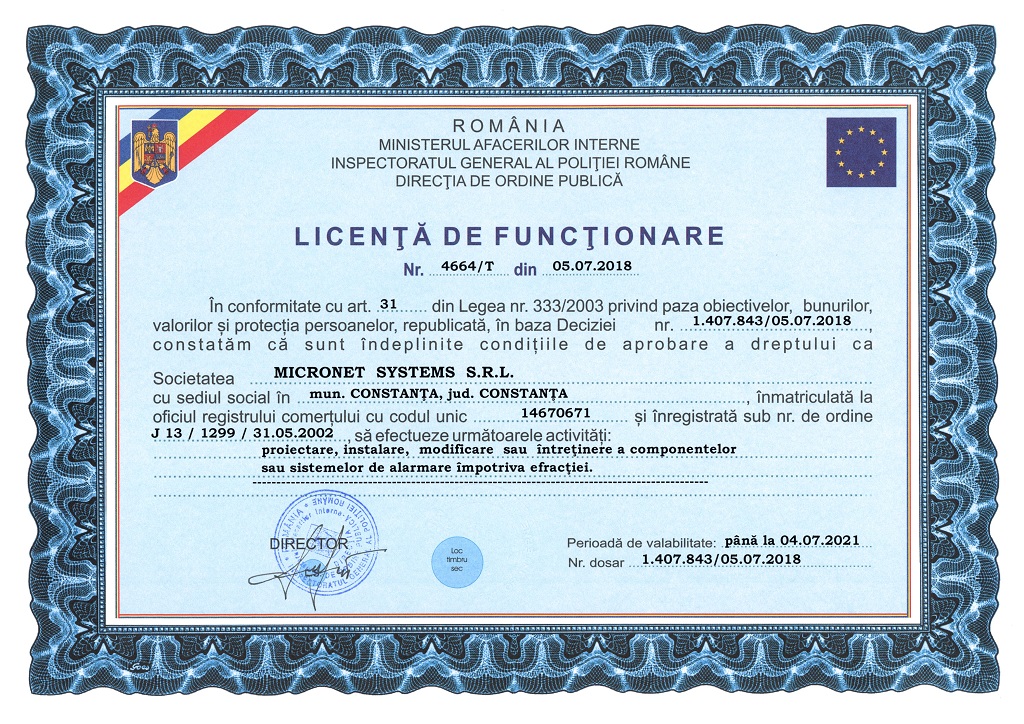 ROMÂNIA
MINISTERUL AFACERILOR INTERNE
INSPECTORATUL GENERAL AL POLIŢIEI ROMÂNE
DIRECŢIA DE ORDINE PUBLICĂ
LICENŢĂ DE FUNCŢIONARE
Nr. 4664/T din 05.07.2018
În conformitate cu art. 31 din Legea nr. 333/2003 privind paza obiectivelor, bunurilor,
valorilor și protecția persoanelor, republicată, în baza Deciziei nr. 1.407.843/05.07.2018,
constatăm că sunt îndeplinite condițiile de aprobare a dreptului ca
Societatea MICRONET SYSTEMS S.R.L.
cu sediul social în mun. CONSTANȚA, jud. CONSTANȚA, înmatriculată la
oficiul registrului comerțului cu codul unic 14670671 și înregistrată sub nr. de ordine
J 13 / 1299 / 31.05.2002, să efectueze următoarele activități:
proiectare, instalare, modificare sau întreținere a componentelor
sau sistemelor de alarmare împotriva efracției.
DIRECTOR
Loc
timbru
sec
Perioadă de valabilitate: până la 04.07.2021
Nr. dosar 1.407.843/05.07.2018